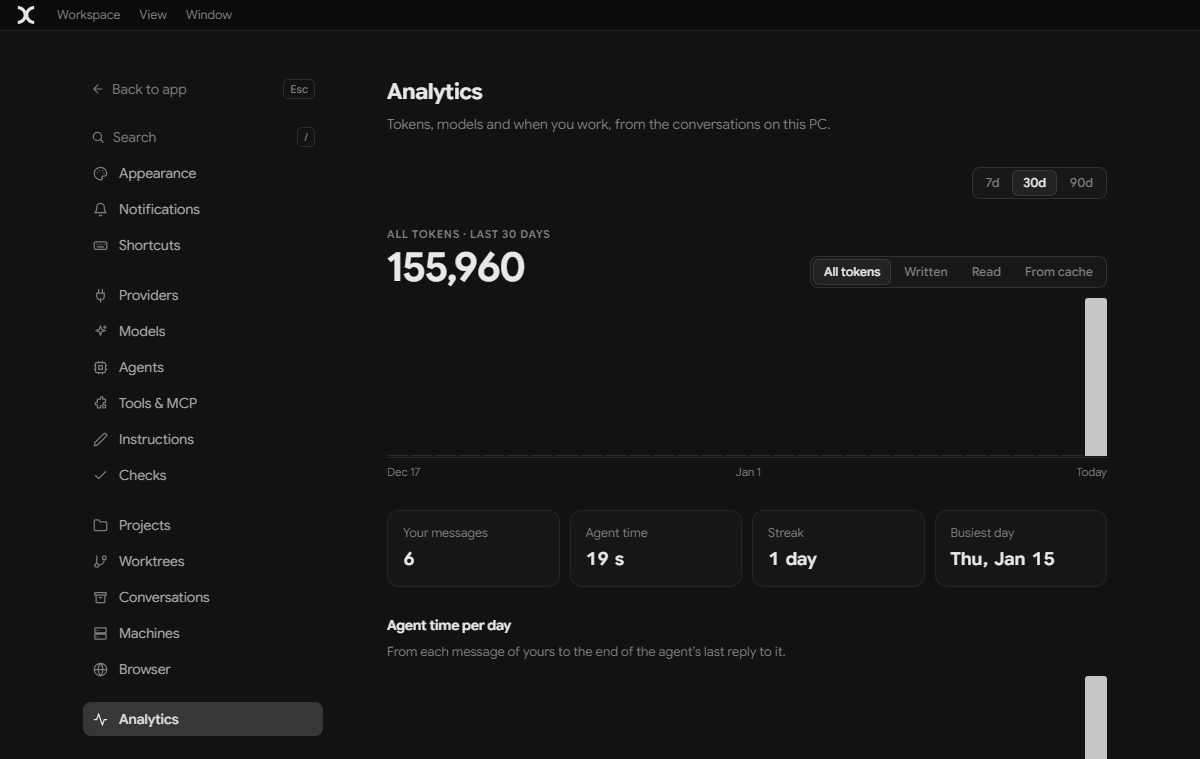 Workspace View Window
Back to app Esc
Search /
Appearance
Notifications
Shortcuts
Providers
Models
Agents
Tools & MCP
Instructions
Checks
Projects
Worktrees
Conversations
Machines
Browser
Analytics
Analytics
Tokens, models and when you work, from the conversations on this PC.
7d 30d 90d
ALL TOKENS · LAST 30 DAYS
155,960
All tokens Written Read From cache
Dec 17 Jan 1 Today
Your messages
6
Agent time
19 s
Streak
1 day
Busiest day
Thu, Jan 15
Agent time per day
From each message of yours to the end of the agent's last reply to it.